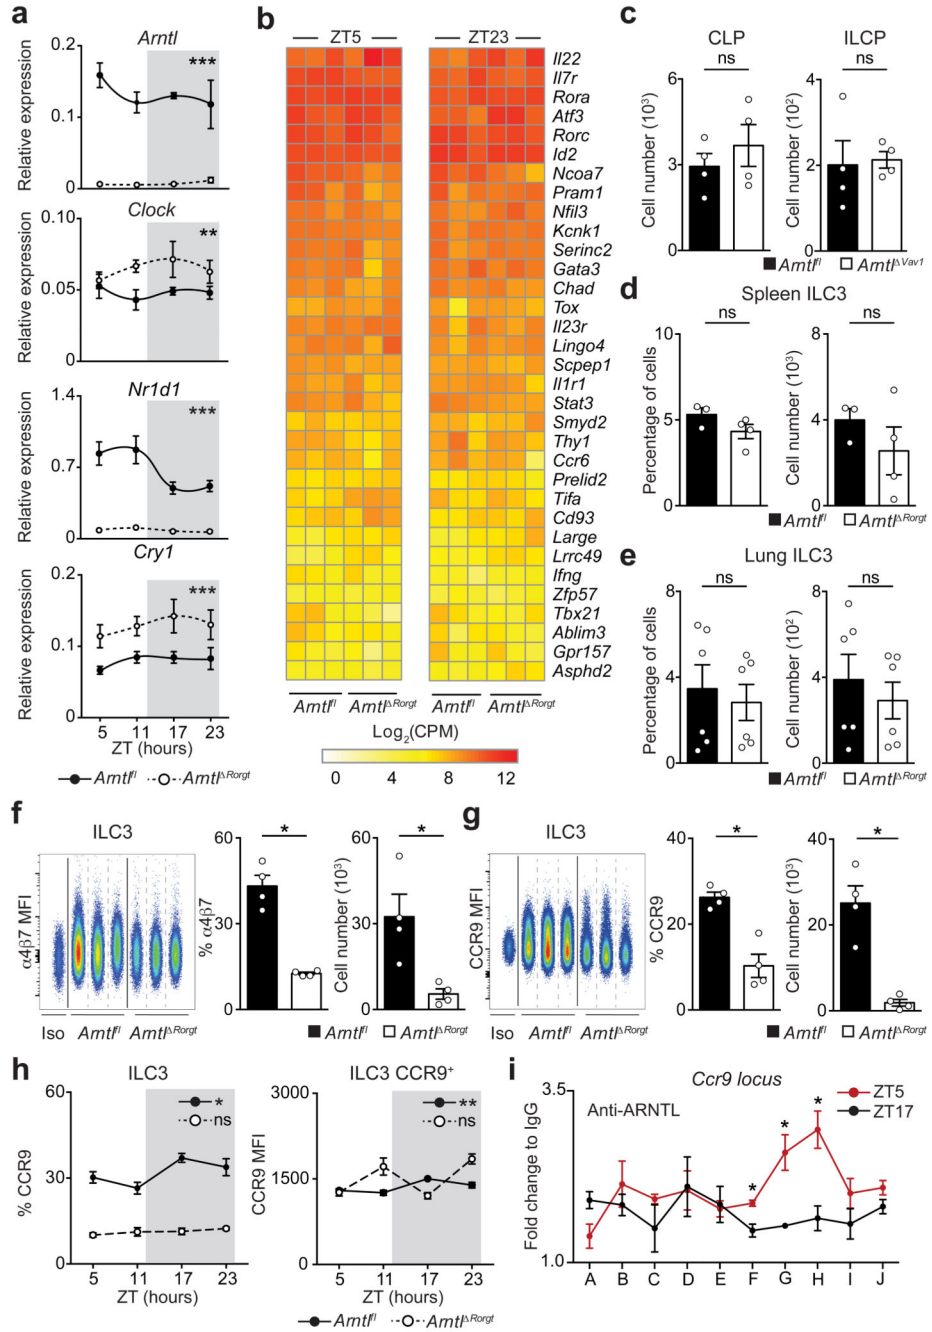 a
Arntl
Relative expression
0.2
0.1
0
***
Clock
Relative expression
0.10
0.05
0
**
Nr1d1
Relative expression
1.4
0.7
0
***
Cry1
Relative expression
0.2
0.1
0
***
5 11 17 23
ZT (hours)
Arntl^fl Arntl^ΔRorgt
b
ZT5 ZT23
Il22
Il7r
Rora
Atf3
Rorc
Id2
Ncoa7
Pram1
Nfil3
Kcnk1
Serinc2
Gata3
Chad
Tox
Il23r
Lingo4
Scpep1
Il1r1
Stat3
Smyd2
Thy1
Ccr6
Prelid2
Tifa
Cd93
Large
Lrrc49
Ifng
Zfp57
Tbx21
Ablim3
Gpr157
Asphd2
Arntl^fl Arntl^ΔRorgt Arntl^fl Arntl^ΔRorgt
Log2(CPM)
0 4 8 12
c
CLP ILCP
ns ns
Cell number (10^3)
6
3
0
Cell number (10^2)
4
2
0
Arntl^fl Arntl^ΔVav1
d
Spleen ILC3
ns ns
Percentage of cells
10
5
0
Cell number (10^3)
8
4
0
Arntl^fl Arntl^ΔRorgt
e
Lung ILC3
ns ns
Percentage of cells
8
4
0
Cell number (10^2)
8
4
0
Arntl^fl Arntl^ΔRorgt
f
ILC3
α4β7 MFI
Iso Arntl^fl Arntl^ΔRorgt
% α4β7
60
30
0
*
Cell number (10^3)
60
30
0
*
Arntl^fl Arntl^ΔRorgt
g
ILC3
CCR9 MFI
Iso Arntl^fl Arntl^ΔRorgt
% CCR9
40
20
0
*
Cell number (10^3)
40
20
0
*
Arntl^fl Arntl^ΔRorgt
h
ILC3
% CCR9
60
30
0
*
ns
5 11 17 23
ZT (hours)
ILC3 CCR9+
CCR9 MFI
3000
1500
0
**
ns
5 11 17 23
ZT (hours)
Arntl^fl Arntl^ΔRorgt
i
Ccr9 locus
Anti-ARNTL
ZT5
ZT17
Fold change to IgG
3.5
1.0
* * *
A B C D E F G H I J